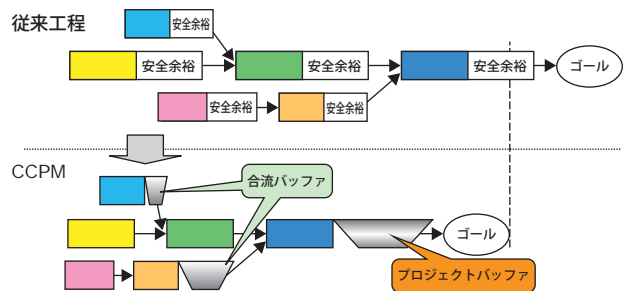 従来工程
安全余裕
安全余裕
安全余裕
安全余裕
ゴール
安全余裕
安全余裕
CCPM
合流バッファ
ゴール
プロジェクトバッファ